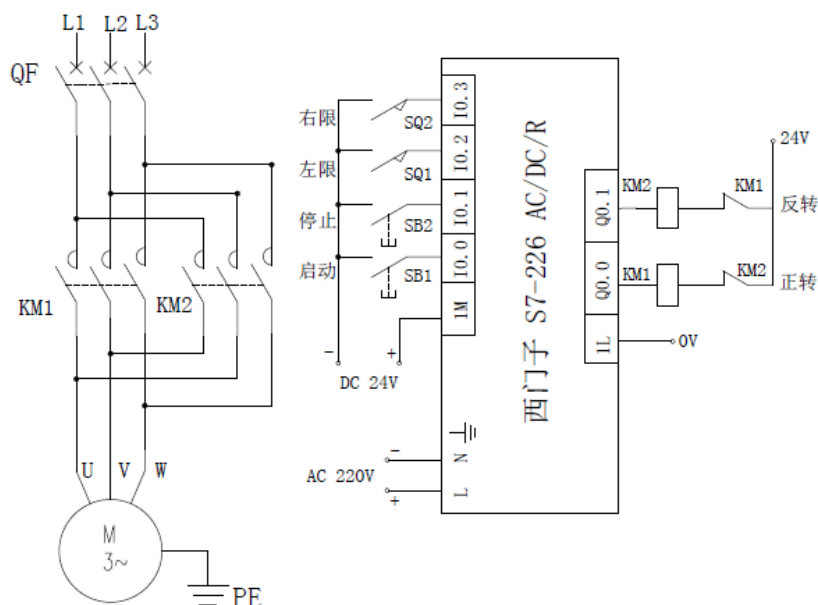 L1 L2 L3
QF
KM1
KM2
U V W
M
3~
PE
右限
SQ2
I0.3
左限
SQ1
I0.2
停止
SB2
I0.1
启动
SB1
I0.0
1M
-
+
DC 24V
AC 220V
-
+
N
L
西门子 S7-226 AC/DC/R
24V
Q0.1
KM2
KM1
反转
Q0.0
KM1
KM2
正转
1L
0V